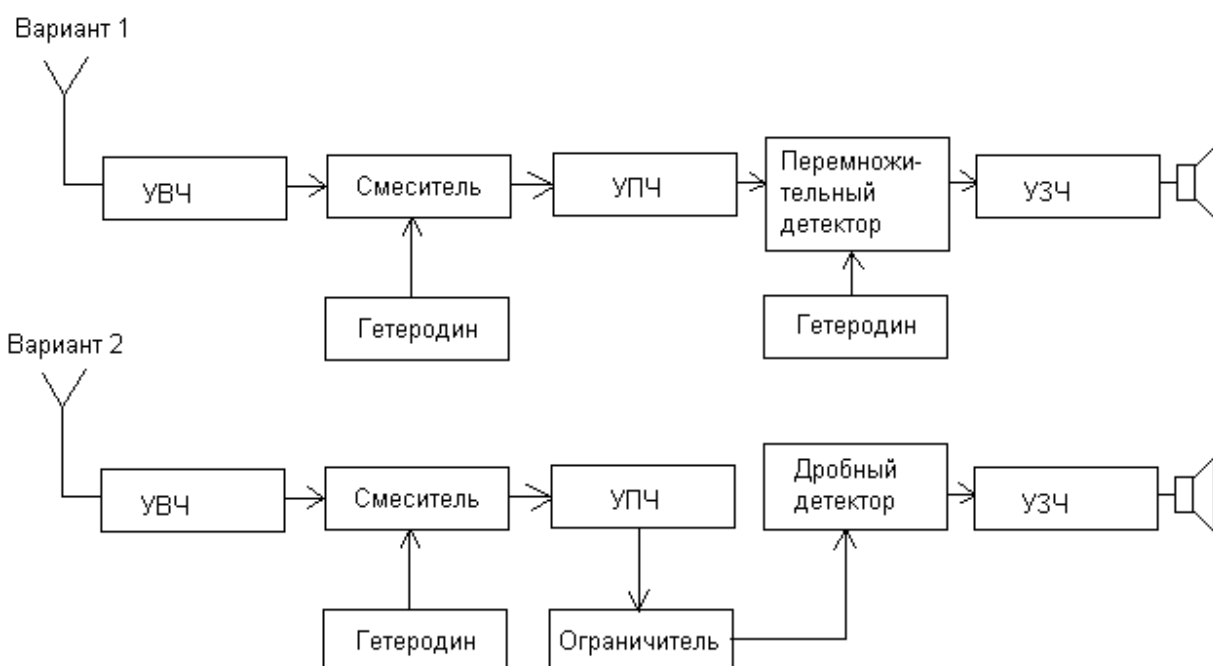 Вариант 1
УВЧ
Смеситель
УПЧ
Перемножи-
тельный
детектор
УЗЧ
Гетеродин
Гетеродин
Вариант 2
УВЧ
Смеситель
УПЧ
Дробный
детектор
УЗЧ
Гетеродин
Ограничитель